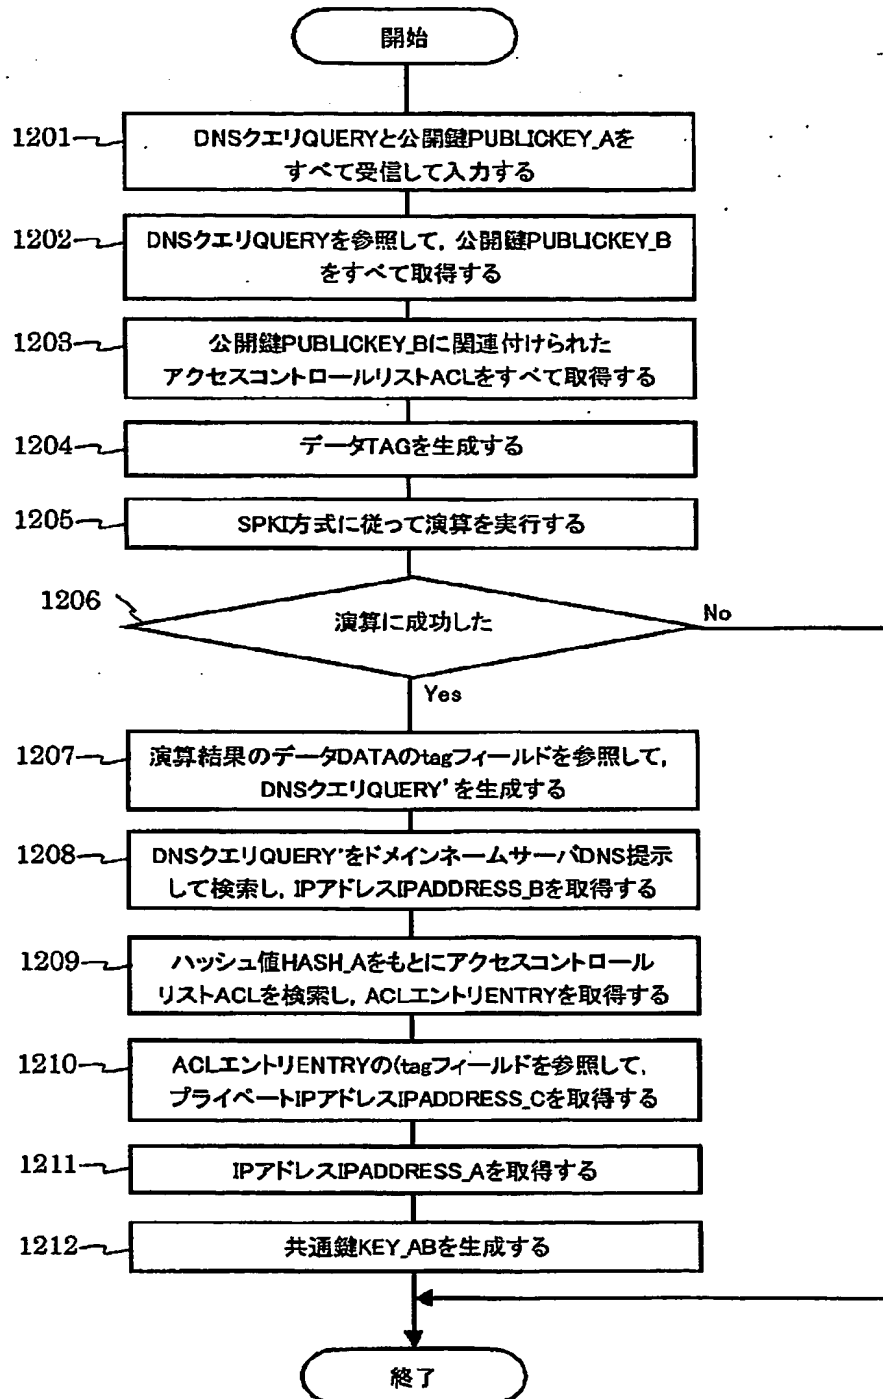 開始
1201
DNSクエリQUERYと公開鍵PUBLICKEY_Aを
すべて受信して入力する
1202
DNSクエリQUERYを参照して,公開鍵PUBLICKEY_B
をすべて取得する
1203
公開鍵PUBLICKEY_Bに関連付けられた
アクセスコントロールリストACLをすべて取得する
1204
データTAGを生成する
1205
SPKI方式に従って演算を実行する
1206
演算に成功した
No
Yes
1207
演算結果のデータDATAのtagフィールドを参照して,
DNSクエリQUERY'を生成する
1208
DNSクエリQUERY'をドメインネームサーバDNS提示
して検索し,IPアドレスIPADDRESS_Bを取得する
1209
ハッシュ値HASH_Aをもとにアクセスコントロール
リストACLを検索し,ACLエントリENTRYを取得する
1210
ACLエントリENTRYの(tagフィールドを参照して,
プライベートIPアドレスIPADDRESS_Cを取得する
1211
IPアドレスIPADDRESS_Aを取得する
1212
共通鍵KEY_ABを生成する
終了